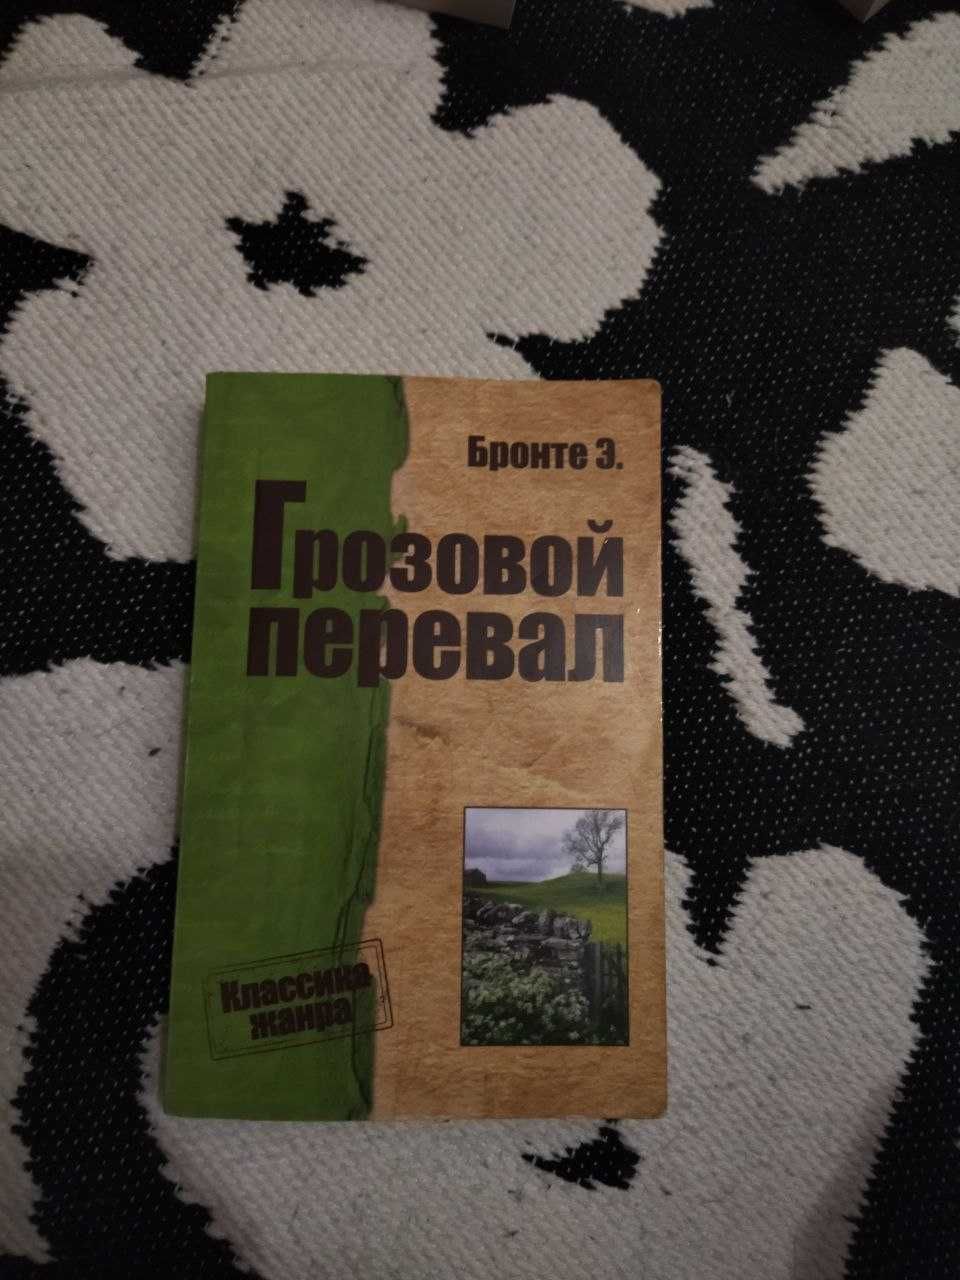 Бронте Э.
Грозовой
перевал
Классика
жанра